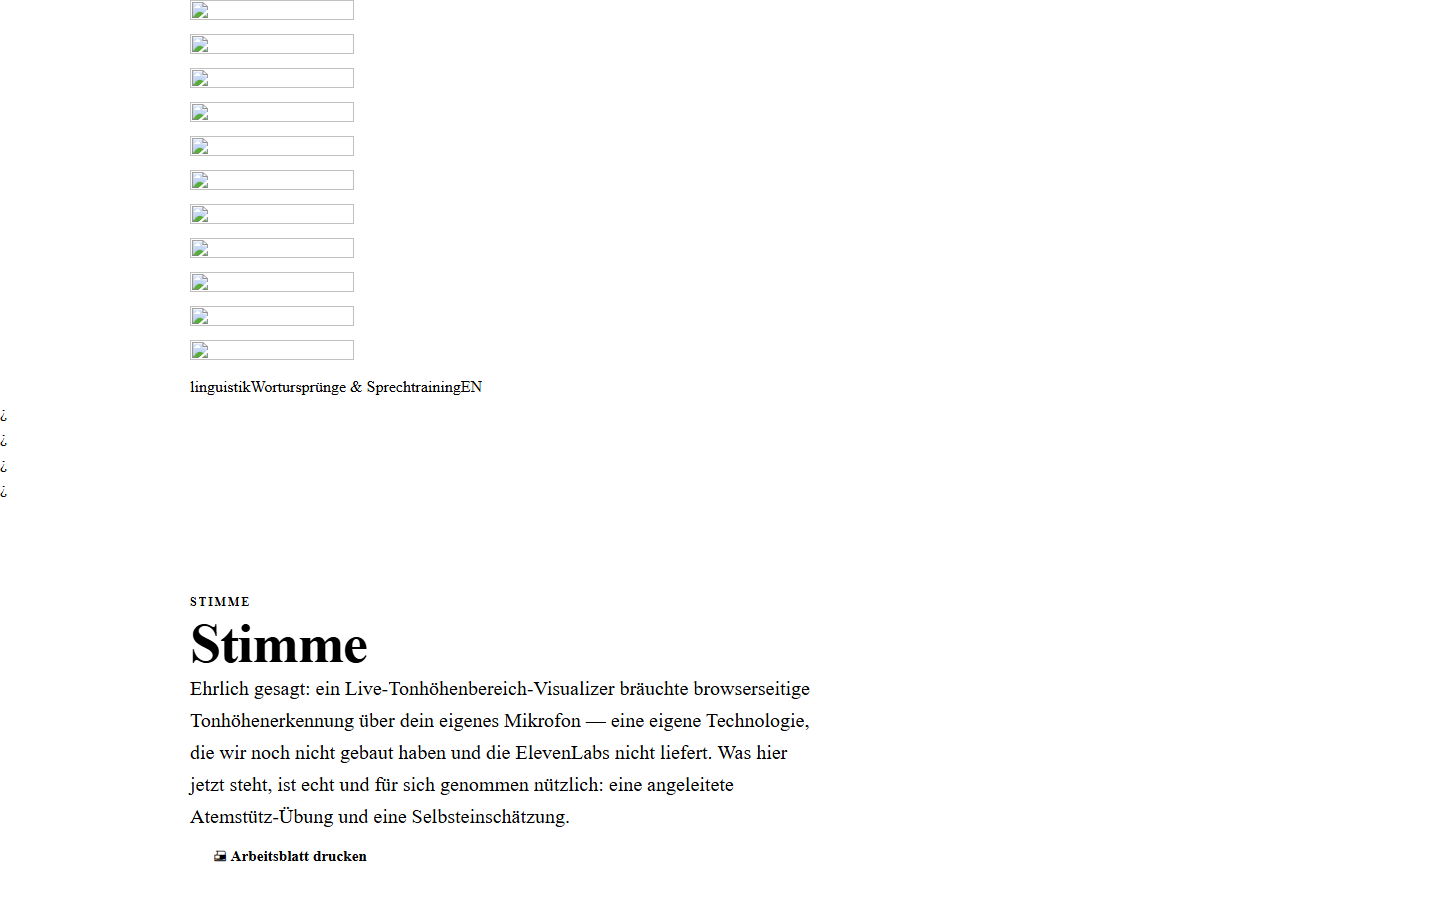 linguistikWortursprünge & SprechtrainingEN
¿
¿
¿
¿
STIMME
Stimme
Ehrlich gesagt: ein Live-Tonhöhenbereich-Visualizer bräuchte browserseitige
Tonhöhenerkennung über dein eigenes Mikrofon — eine eigene Technologie,
die wir noch nicht gebaut haben und die ElevenLabs nicht liefert. Was hier
jetzt steht, ist echt und für sich genommen nützlich: eine angeleitete
Atemstütz-Übung und eine Selbsteinschätzung.
Arbeitsblatt drucken